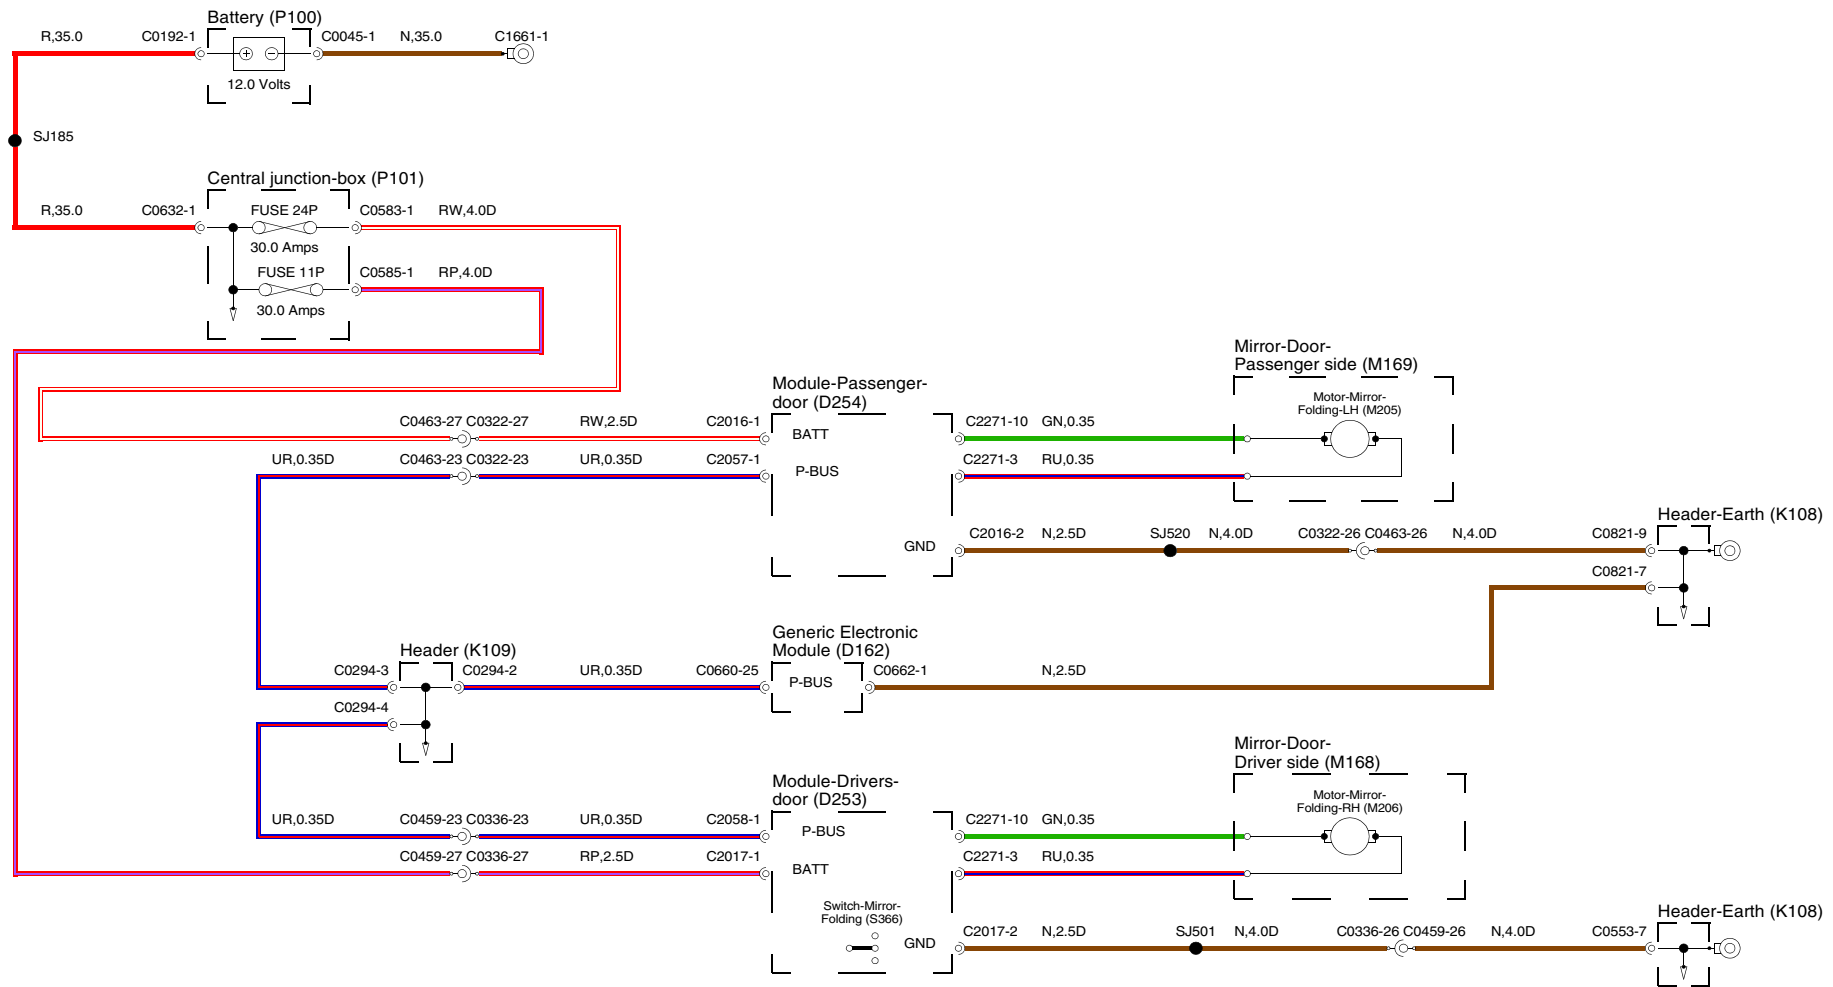 Battery (P100)
R,35.0
C0192-1
C0045-1
N,35.0
C1661-1
12.0 Volts
SJ185
Central junction-box (P101)
R,35.0
C0632-1
FUSE 24P
C0583-1
RW,4.0D
30.0 Amps
FUSE 11P
C0585-1
RP,4.0D
30.0 Amps
Mirror-Door-
Passenger side (M169)
Module-Passenger-
door (D254)
Motor-Mirror-
Folding-LH (M205)
C0463-27
C0322-27
RW,2.5D
C2016-1
BATT
C2271-10
GN,0.35
UR,0.35D
C0463-23
C0322-23
UR,0.35D
C2057-1
P-BUS
C2271-3
RU,0.35
Header-Earth (K108)
GND
C2016-2
N,2.5D
SJ520
N,4.0D
C0322-26
C0463-26
N,4.0D
C0821-9
C0821-7
Generic Electronic
Module (D162)
Header (K109)
C0294-3
C0294-2
UR,0.35D
C0660-25
P-BUS
C0662-1
N,2.5D
C0294-4
Mirror-Door-
Driver side (M168)
Module-Drivers-
door (D253)
Motor-Mirror-
Folding-RH (M206)
UR,0.35D
C0459-23
C0336-23
UR,0.35D
C2058-1
P-BUS
C2271-10
GN,0.35
C0459-27
C0336-27
RP,2.5D
C2017-1
BATT
C2271-3
RU,0.35
Switch-Mirror-
Folding (S366)
Header-Earth (K108)
GND
C2017-2
N,2.5D
SJ501
N,4.0D
C0336-26
C0459-26
N,4.0D
C0553-7